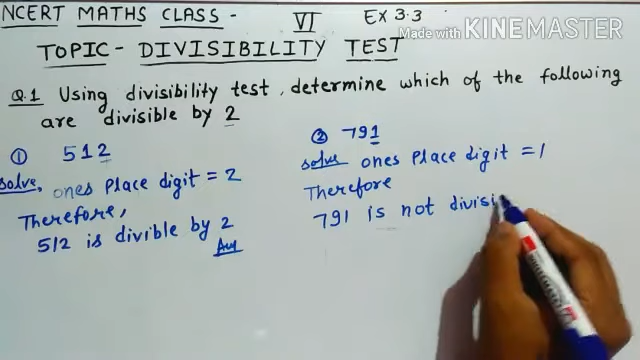 NCERT MATHS CLASS - VI EX 3.3
Made with KINEMASTER
TOPIC - DIVISIBILITY TEST
Q.1 Using divisibility test, determine which of the following
are divisible by 2
① 512
Solve, ones place digit = 2
Therefore,
512 is divible by 2
Ans
② 791
Solve ones place digit = 1
Therefore
791 is not divisi